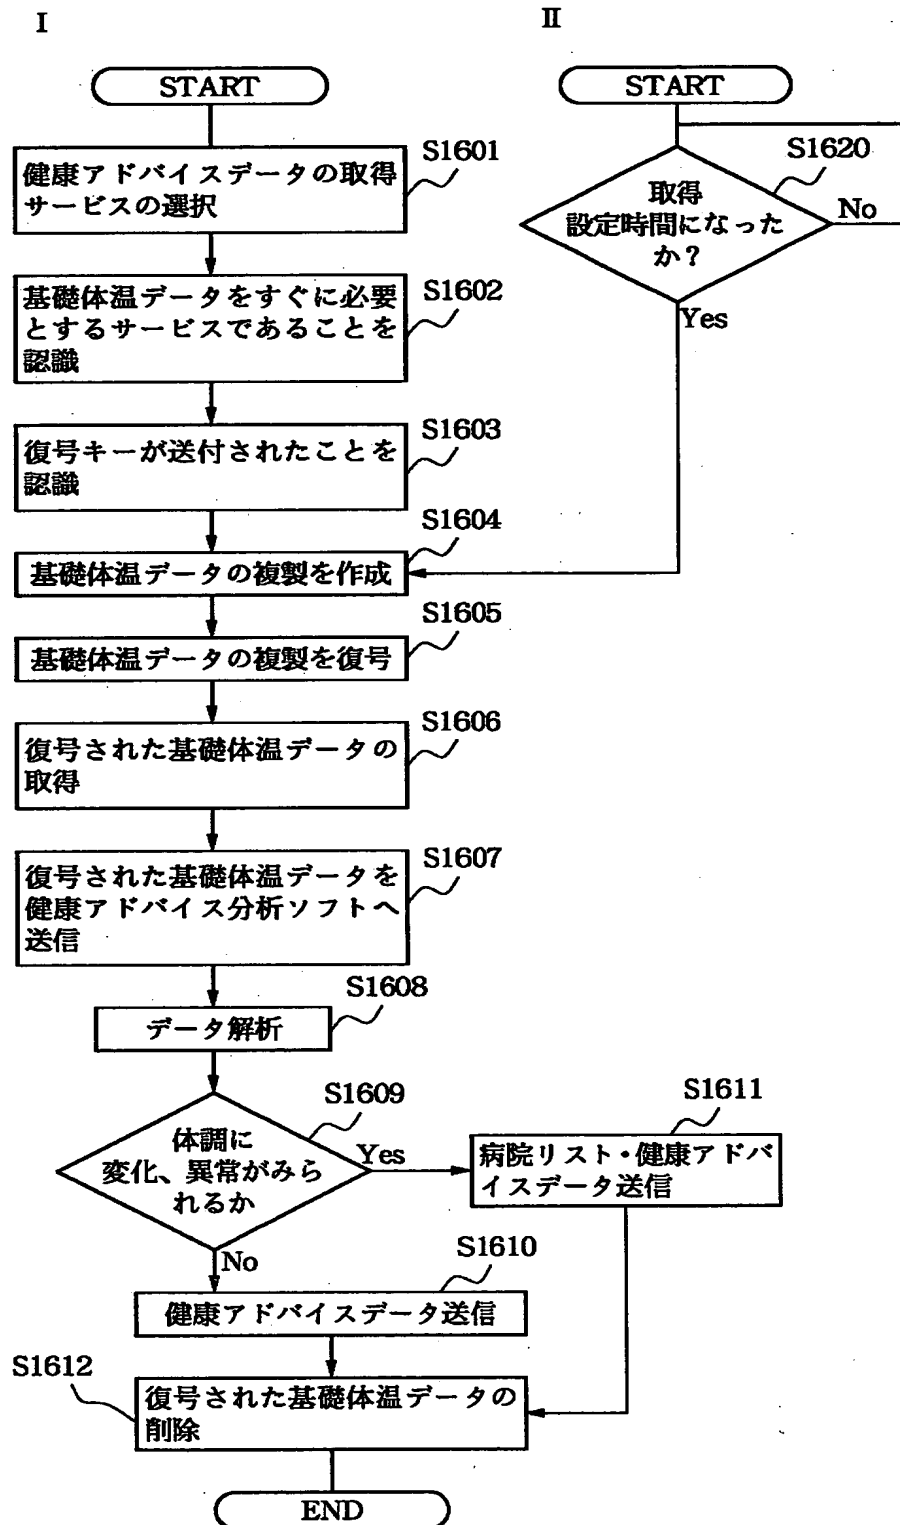 I
START
S1601
健康アドバイスデータの取得
サービスの選択
S1602
基礎体温データをすぐに必要
とするサービスであることを
認識
S1603
復号キーが送付されたことを
認識
S1604
基礎体温データの複製を作成
S1605
基礎体温データの複製を復号
S1606
復号された基礎体温データの
取得
S1607
復号された基礎体温データを
健康アドバイス分析ソフトへ
送信
S1608
データ解析
S1609
体調に
変化、異常がみら
れるか
Yes
No
S1611
病院リスト・健康アドバ
イスデータ送信
S1610
健康アドバイスデータ送信
S1612
復号された基礎体温データの
削除
END
II
START
S1620
取得
設定時間になった
か？
No
Yes